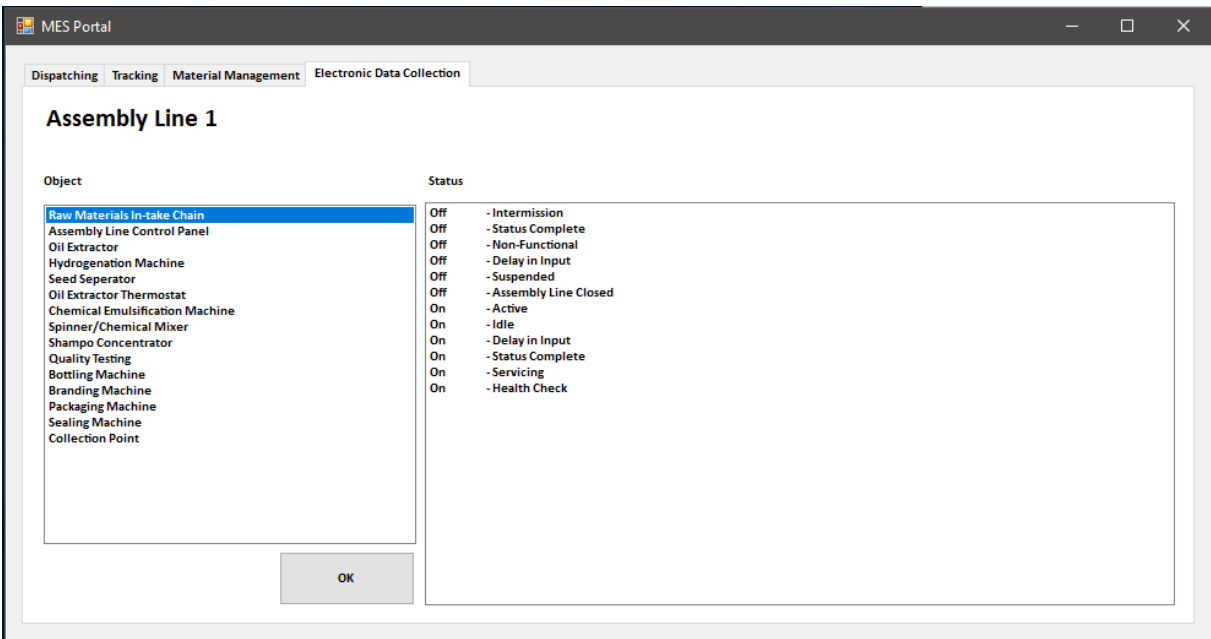 MES Portal
Dispatching Tracking Material Management Electronic Data Collection
Assembly Line 1
Object
Raw Materials In-take Chain
Assembly Line Control Panel
Oil Extractor
Hydrogenation Machine
Seed Seperator
Oil Extractor Thermostat
Chemical Emulsification Machine
Spinner/Chemical Mixer
Shampo Concentrator
Quality Testing
Bottling Machine
Branding Machine
Packaging Machine
Sealing Machine
Collection Point
OK
Status
Off - Intermission
Off - Status Complete
Off - Non-Functional
Off - Delay in Input
Off - Suspended
Off - Assembly Line Closed
On - Active
On - Idle
On - Delay in Input
On - Status Complete
On - Servicing
On - Health Check